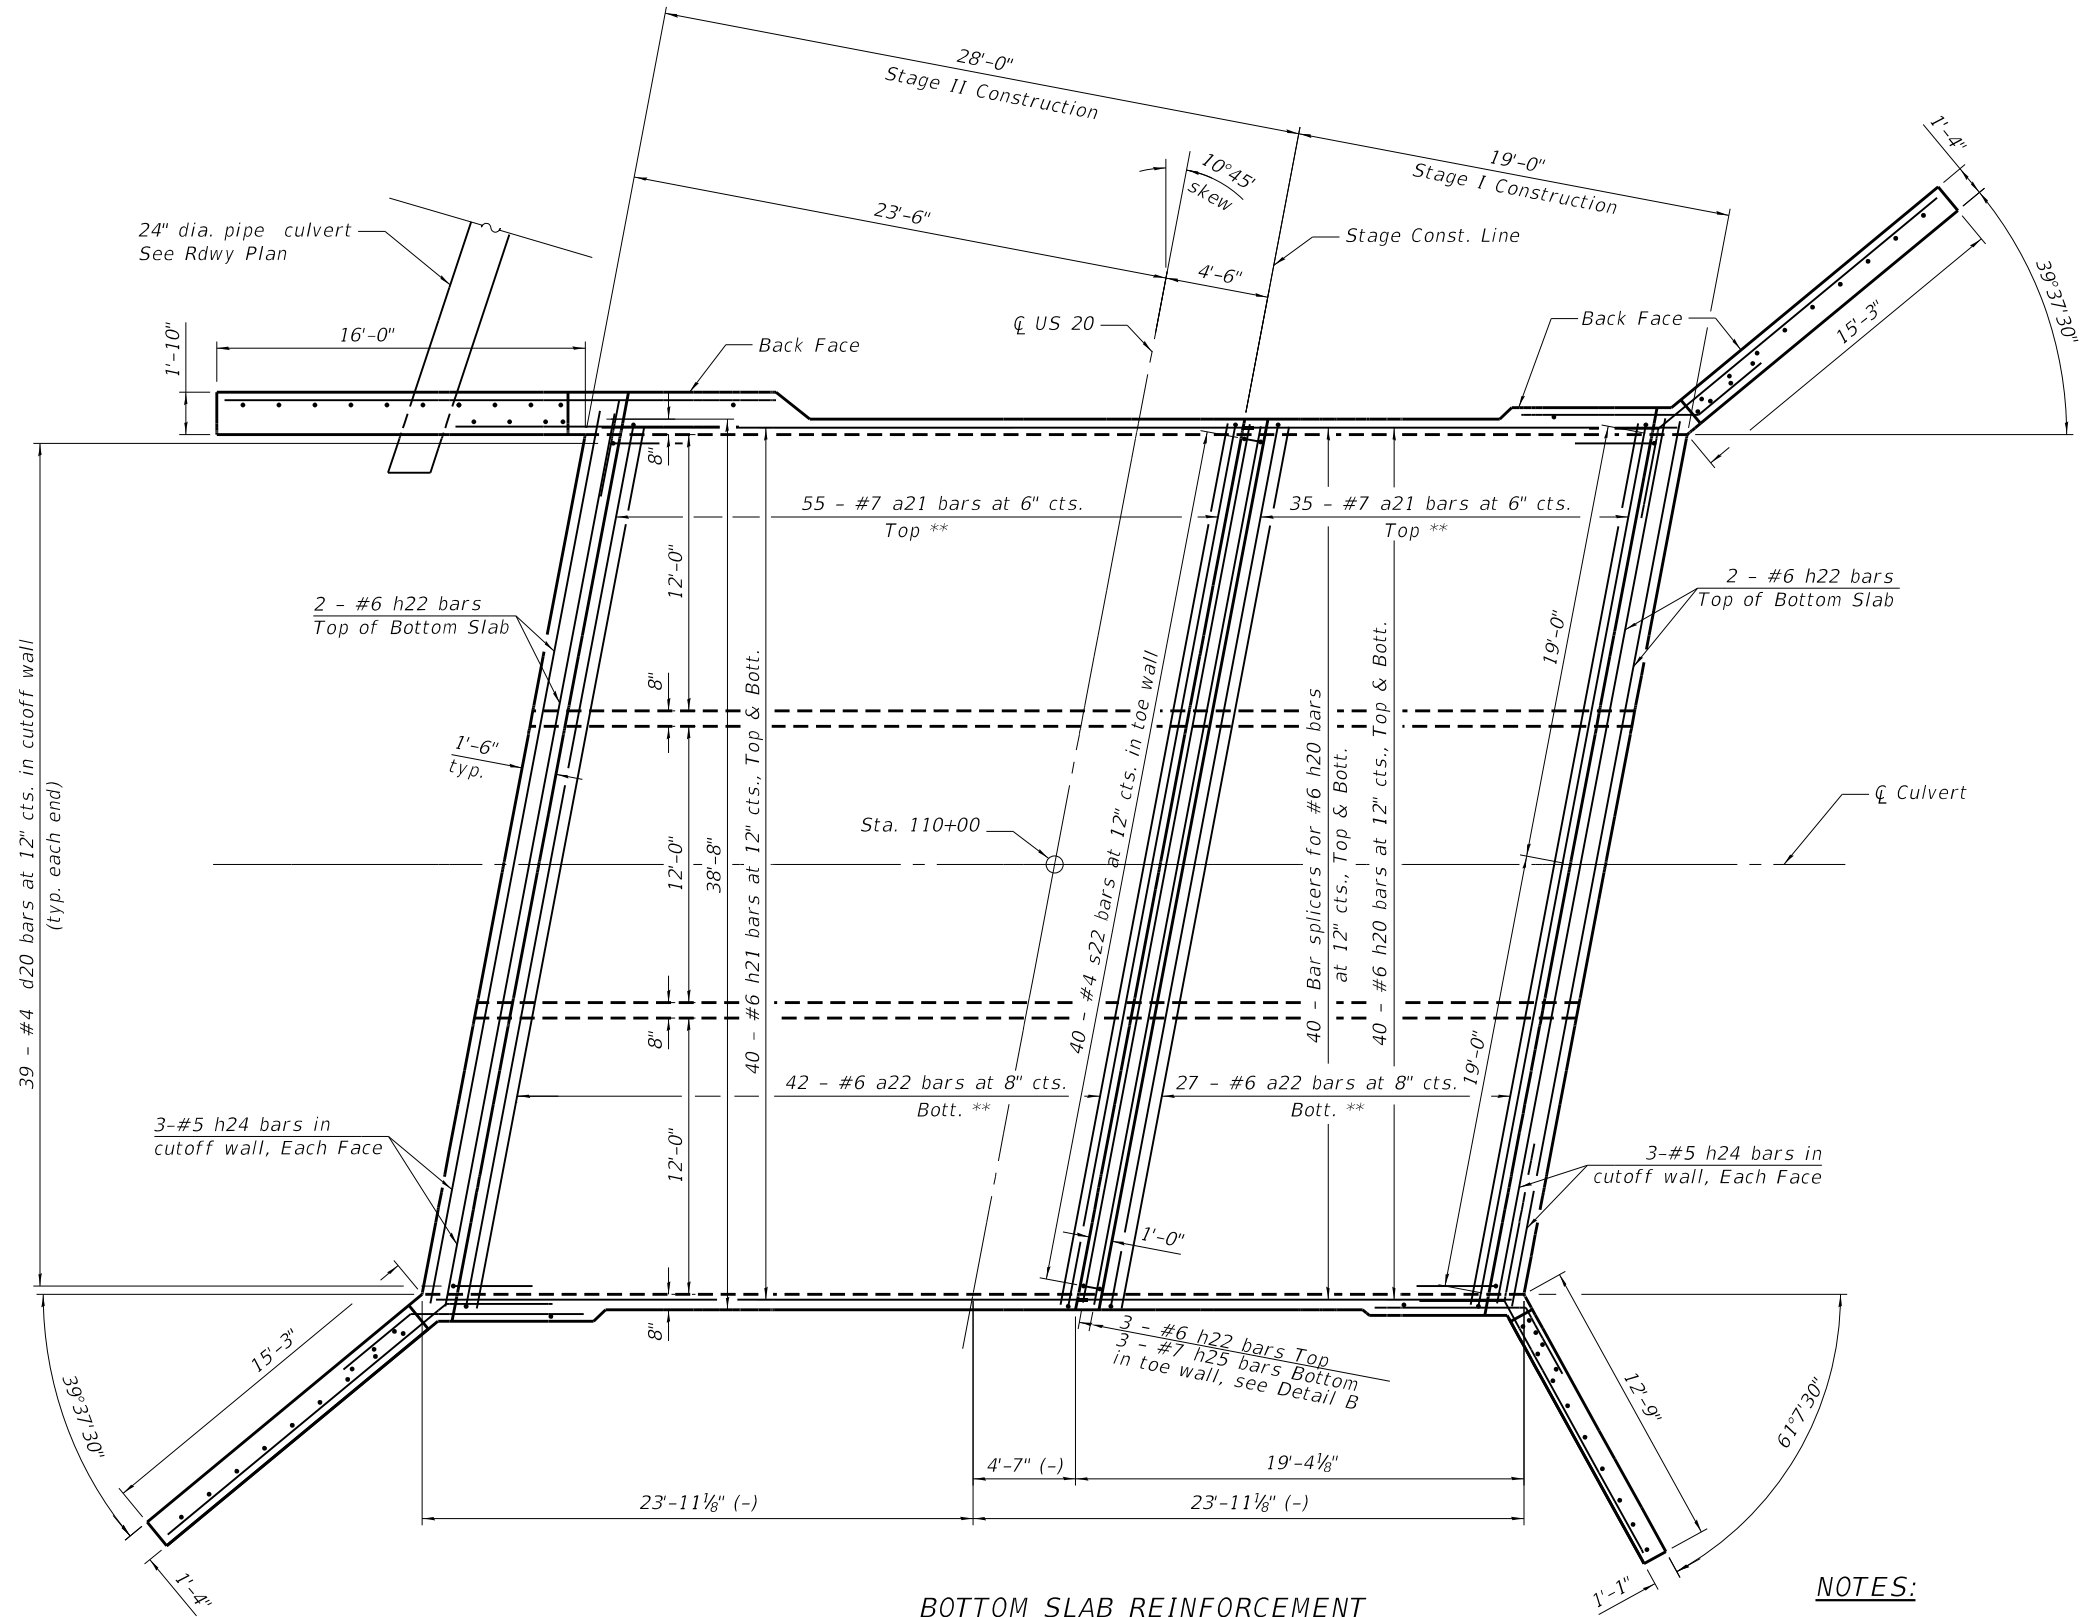 28'-0"
Stage II Construction
19'-0"
Stage I Construction
10°45'
skew
1'-4"
23'-6"
4'-6"
Stage Const. Line
24" dia. pipe culvert
See Rdwy Plan
39°37'30"
15'-3"
1'-10"
16'-0"
℄ US 20
Back Face
Back Face
8"
55 - #7 a21 bars at 6" cts.
Top **
35 - #7 a21 bars at 6" cts.
Top **
12'-0"
2 - #6 h22 bars
Top of Bottom Slab
2 - #6 h22 bars
Top of Bottom Slab
19'-0"
8"
1'-6"
typ.
39 - #4 d20 bars at 12" cts. in cutoff wall
(typ. each end)
12'-0"
38'-8"
40 - #6 h21 bars at 12" cts., Top & Bott.
Sta. 110+00
40 - #4 s22 bars at 12" cts. in toe wall
40 - Bar splicers for #6 h20 bars
at 12" cts., Top & Bott.
40 - #6 h20 bars at 12" cts., Top & Bott.
℄ Culvert
8"
19'-0"
42 - #6 a22 bars at 8" cts.
Bott. **
27 - #6 a22 bars at 8" cts.
Bott. **
3-#5 h24 bars in
cutoff wall, Each Face
12'-0"
3-#5 h24 bars in
cutoff wall, Each Face
1'-0"
8"
3 - #6 h22 bars Top
3 - #7 h25 bars Bottom
in toe wall, see Detail B
15'-3"
39°37'30"
12'-9"
61°7'30"
4'-7" (-)
19'-4⅛"
23'-11⅛" (-)
23'-11⅛" (-)
1'-4"
1'-1"
NOTES:
BOTTOM SLAB REINFORCEMENT